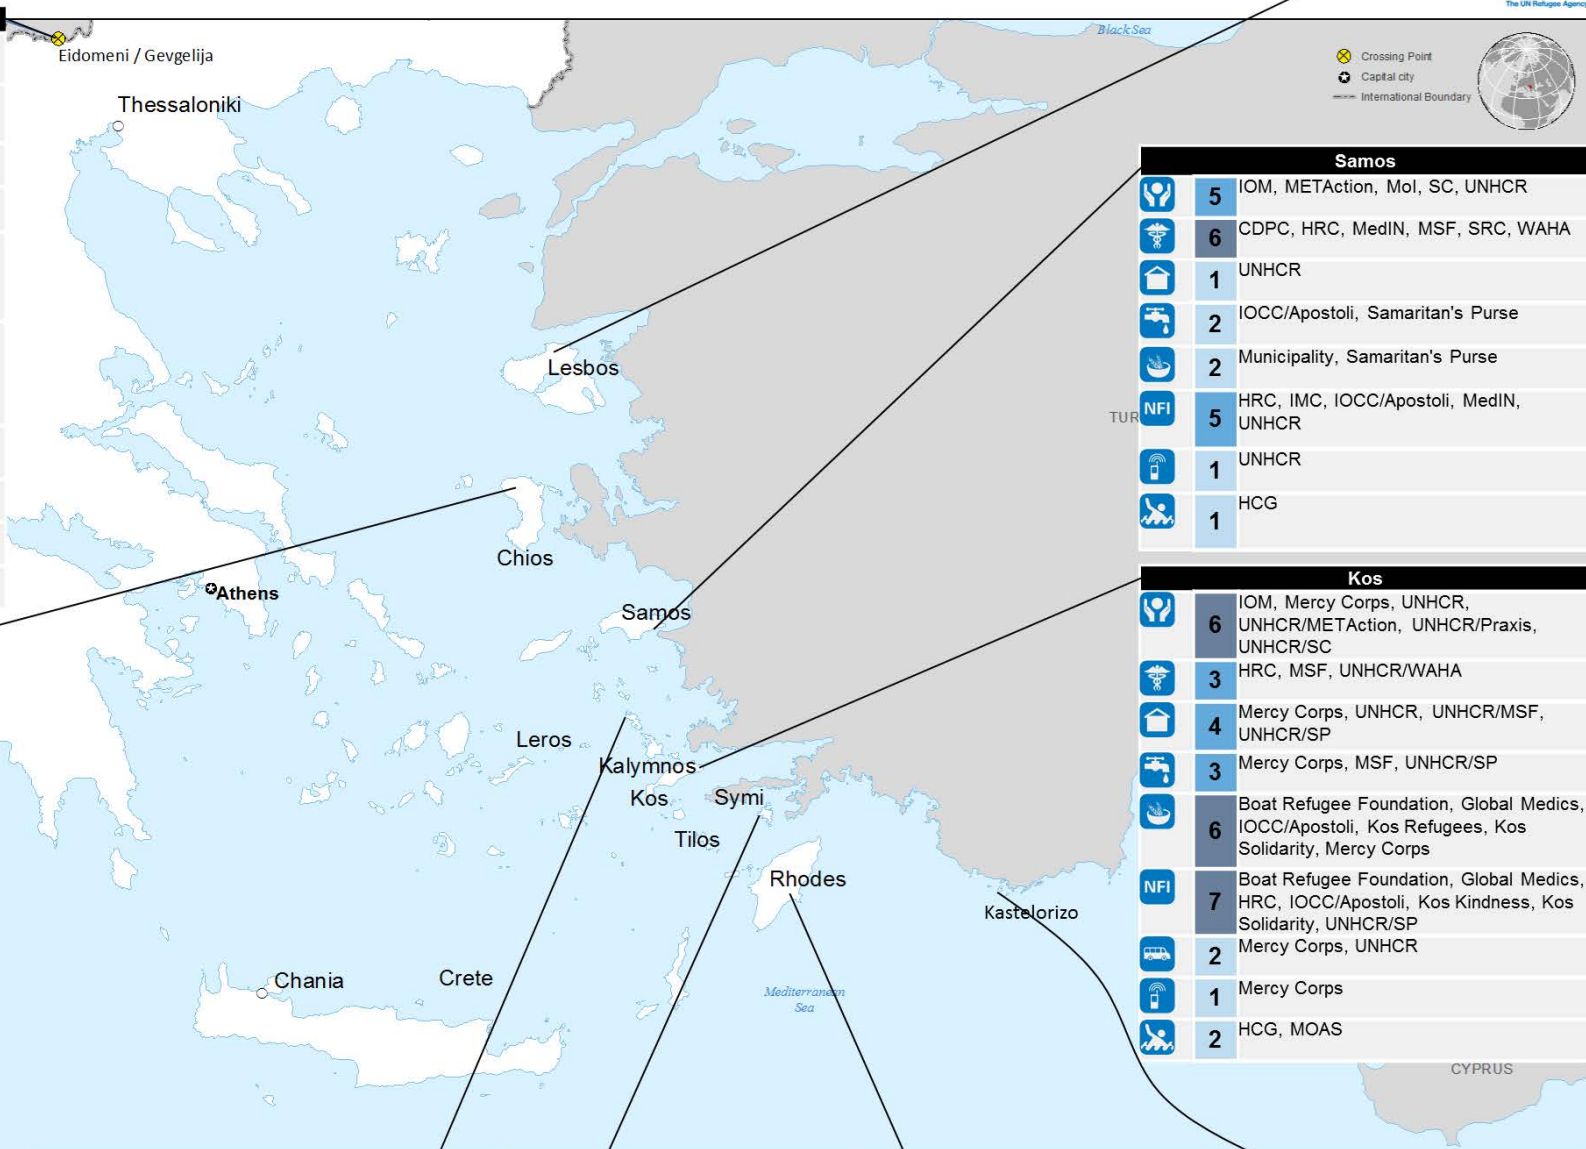 The UN Refugee Agency
Black Sea
Eidomeni / Gevgelija
Crossing Point
Capital city
International Boundary
Thessaloniki
Samos
5 IOM, METAction, MoI, SC, UNHCR
6 CDPC, HRC, MedIN, MSF, SRC, WAHA
1 UNHCR
2 IOCC/Apostoli, Samaritan's Purse
2 Municipality, Samaritan's Purse
NFI 5 HRC, IMC, IOCC/Apostoli, MedIN,
UNHCR
1 UNHCR
1 HCG
Lesbos
TUR
Chios
Athens
Samos
Kos
6 IOM, Mercy Corps, UNHCR,
UNHCR/METAction, UNHCR/Praxis,
UNHCR/SC
3 HRC, MSF, UNHCR/WAHA
4 Mercy Corps, UNHCR, UNHCR/MSF,
UNHCR/SP
3 Mercy Corps, MSF, UNHCR/SP
6 Boat Refugee Foundation, Global Medics,
IOCC/Apostoli, Kos Refugees, Kos
Solidarity, Mercy Corps
NFI 7 Boat Refugee Foundation, Global Medics,
HRC, IOCC/Apostoli, Kos Kindness, Kos
Solidarity, UNHCR/SP
2 Mercy Corps, UNHCR
1 Mercy Corps
2 HCG, MOAS
Leros
Kalymnos
Kos
Symi
Tilos
Rhodes
Kastelorizo
Chania
Crete
Mediterranean
Sea
CYPRUS